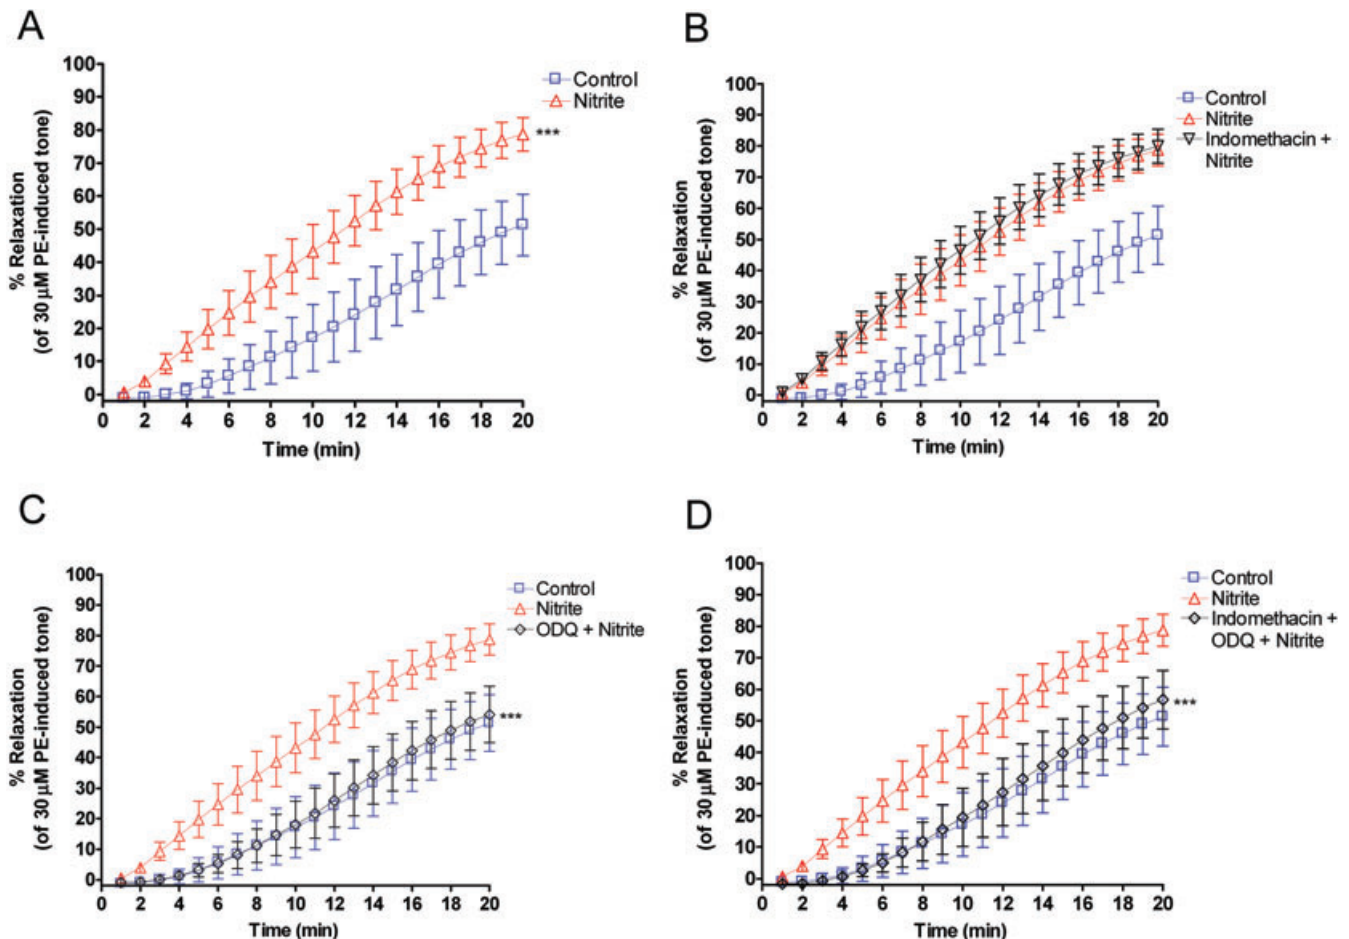 A
% Relaxation
(of 30 µM PE-induced tone)
100
90
80
70
60
50
40
30
20
10
0
0 2 4 6 8 10 12 14 16 18 20
Time (min)
Control
Nitrite
***
B
% Relaxation
(of 30 µM PE-induced tone)
100
90
80
70
60
50
40
30
20
10
0
0 2 4 6 8 10 12 14 16 18 20
Time (min)
Control
Nitrite
Indomethacin +
Nitrite
C
% Relaxation
(of 30 µM PE-induced tone)
100
90
80
70
60
50
40
30
20
10
0
0 2 4 6 8 10 12 14 16 18 20
Time (min)
Control
Nitrite
ODQ + Nitrite
***
D
% Relaxation
(of 30 µM PE-induced tone)
100
90
80
70
60
50
40
30
20
10
0
0 2 4 6 8 10 12 14 16 18 20
Time (min)
Control
Nitrite
Indomethacin +
ODQ + Nitrite
***